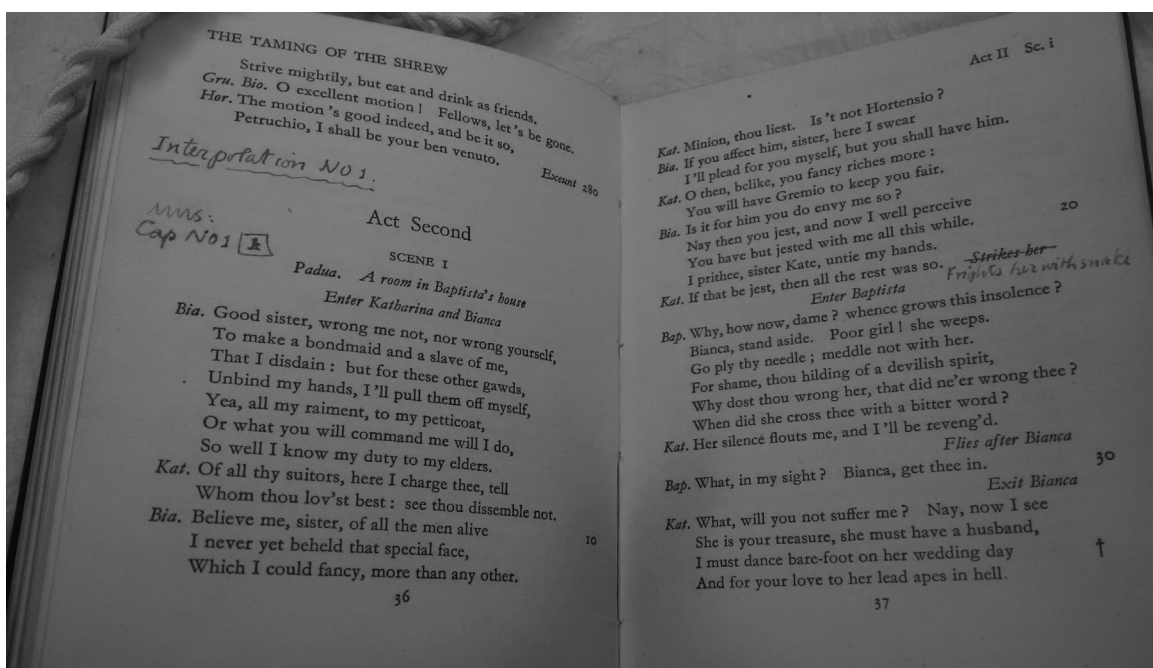 THE TAMING OF THE SHREW
Strive mightily, but eat and drink as friends.
Gru. Bio. O excellent motion! Fellows, let's be gone.
Hor. The motion's good indeed, and be it so,
Petruchio, I shall be your ben venuto.
Exeunt 280
Interpolation No 1.
Cap No1
Act Second
SCENE I
Padua. A room in Baptista's house
Enter Katharina and Bianca
Bia. Good sister, wrong me not, nor wrong yourself,
To make a bondmaid and a slave of me,
That I disdain: but for these other gawds,
Unbind my hands, I'll pull them off myself,
Yea, all my raiment, to my petticoat,
Or what you will command me will I do,
So well I know my duty to my elders.
Kat. Of all thy suitors, here I charge thee, tell
Whom thou lov'st best: see thou dissemble not.
Bia. Believe me, sister, of all the men alive
I never yet beheld that special face, 10
Which I could fancy, more than any other.
36
Act II Sc. i
Kat. Minion, thou liest. Is't not Hortensio?
Bia. If you affect him, sister, here I swear
I'll plead for you myself, but you shall have him.
Kat. O then, belike, you fancy riches more:
You will have Gremio to keep you fair.
Bia. Is it for him you do envy me so?
Nay then you jest, and now I well perceive 20
You have but jested with me all this while.
I prithee, sister Kate, untie my hands.
Kat. If that be jest, then all the rest was so. Strikes her
Frights her with snake
Enter Baptista
Bap. Why, how now, dame? whence grows this insolence?
Bianca, stand aside. Poor girl! she weeps.
Go ply thy needle; meddle not with her.
For shame, thou hilding of a devilish spirit,
Why dost thou wrong her, that did ne'er wrong thee?
When did she cross thee with a bitter word?
Kat. Her silence flouts me, and I'll be reveng'd.
Flies after Bianca
Bap. What, in my sight? Bianca, get thee in. 30
Exit Bianca
Kat. What, will you not suffer me? Nay, now I see
She is your treasure, she must have a husband,
I must dance bare-foot on her wedding day †
And for your love to her lead apes in hell.
37